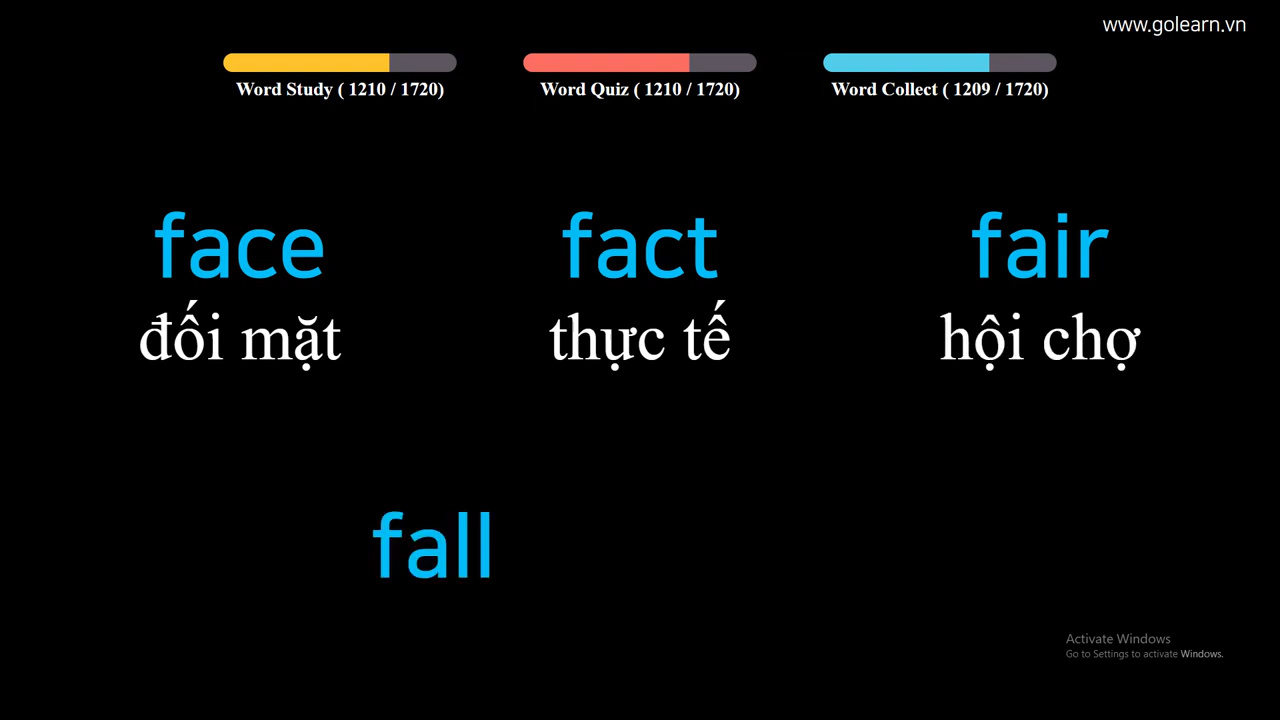 www.golearn.vn
Word Study ( 1210 / 1720)
Word Quiz ( 1210 / 1720)
Word Collect ( 1209 / 1720)
face
fact
fair
đối mặt
thực tế
hội chợ
fall
Activate Windows
Go to Settings to activate Windows.